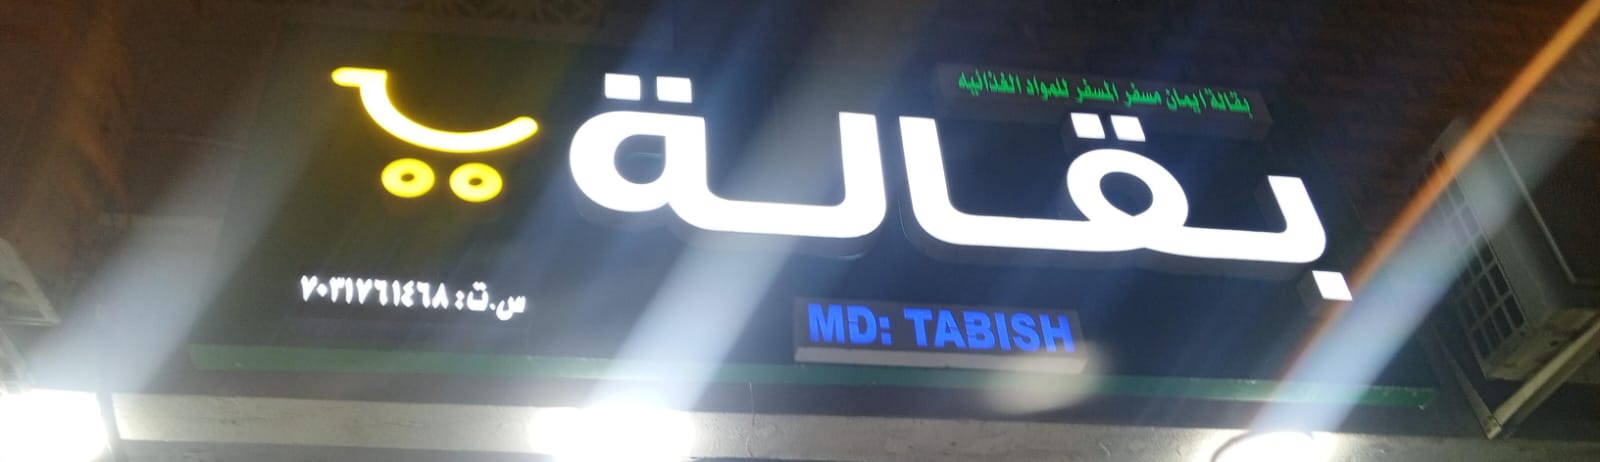 بقالة ايمان مسفر المسفر للمواد الغذائيه
بقالة
س.ت: ٧٠٣١٧٦١٤٦٨
MD: TABISH